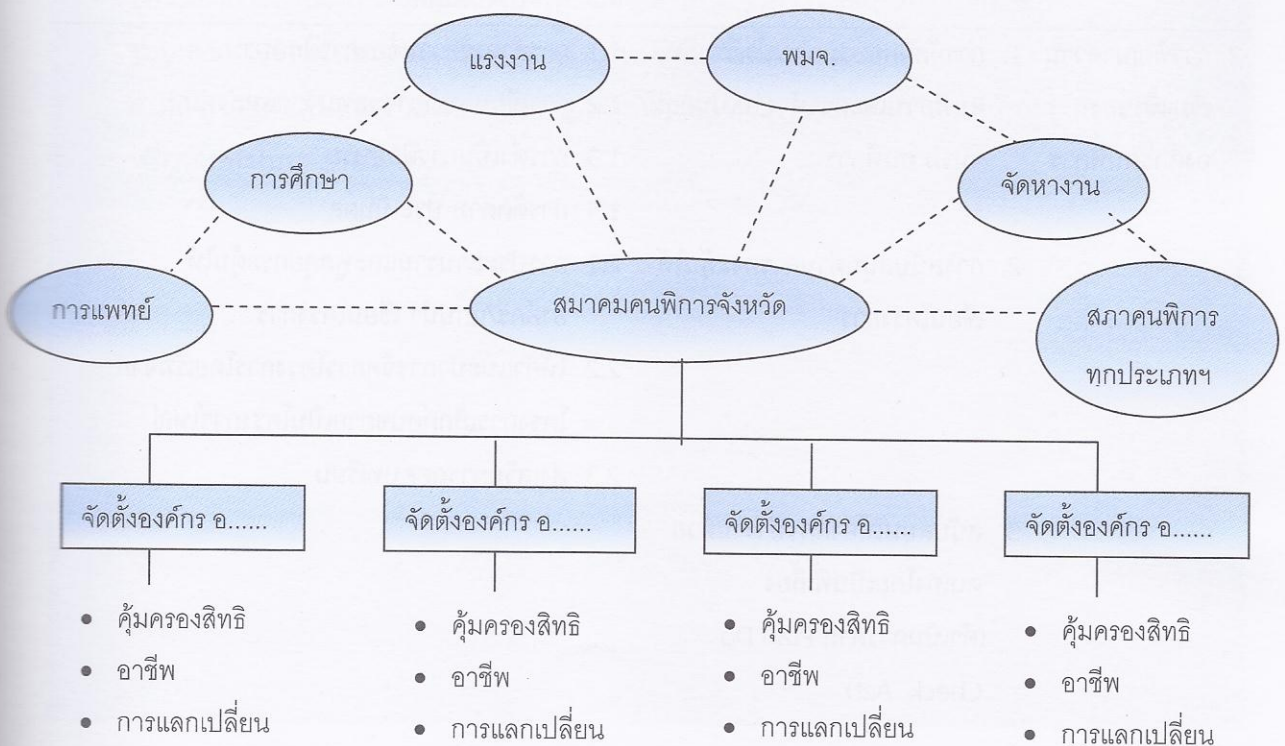 แรงงาน
พมจ.
การศึกษา
จัดหางาน
การแพทย์
สมาคมคนพิการจังหวัด
สภาคนพิการ
ทุกประเภทฯ
จัดตั้งองค์กร อ......
จัดตั้งองค์กร อ......
จัดตั้งองค์กร อ......
จัดตั้งองค์กร อ......
• คุ้มครองสิทธิ
• อาชีพ
• การแลกเปลี่ยน
• คุ้มครองสิทธิ
• อาชีพ
• การแลกเปลี่ยน
• คุ้มครองสิทธิ
• อาชีพ
• การแลกเปลี่ยน
• คุ้มครองสิทธิ
• อาชีพ
• การแลกเปลี่ยน